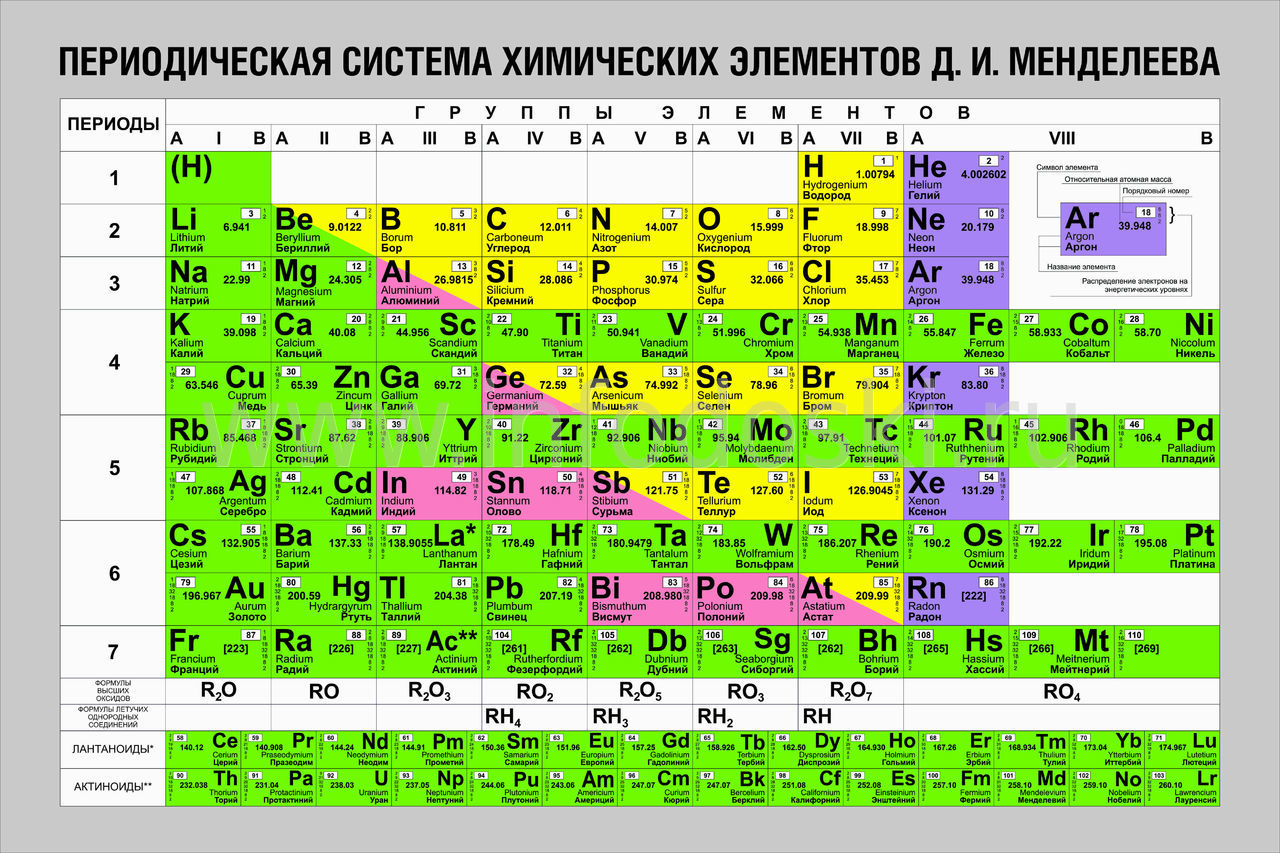 ПЕРИОДИЧЕСКАЯ СИСТЕМА ХИМИЧЕСКИХ ЭЛЕМЕНТОВ Д. И. МЕНДЕЛЕЕВА
ПЕРИОДЫ
ГРУППЫ ЭЛЕМЕНТОВ
A I B A II B A III B A IV B A V B A VI B A VII B A VIII B
1
(H)
H 1 1.00794 Hydrogenium Водород
He 2 4.002602 Helium Гелий
Символ элемента
Относительная атомная масса
Порядковый номер
Ar 18 39.948 Argon Аргон
Название элемента
Распределение электронов на
энергетических уровнях
2
Li 3 6.941 Lithium Литий
Be 4 9.0122 Beryllium Бериллий
B 5 10.811 Borum Бор
C 6 12.011 Carboneum Углерод
N 7 14.007 Nitrogenium Азот
O 8 15.999 Oxygenium Кислород
F 9 18.998 Fluorum Фтор
Ne 10 20.179 Neon Неон
3
Na 11 22.99 Natrium Натрий
Mg 12 24.305 Magnesium Магний
Al 13 26.9815 Aluminium Алюминий
Si 14 28.086 Silicium Кремний
P 15 30.974 Phosphorus Фосфор
S 16 32.066 Sulfur Сера
Cl 17 35.453 Chlorium Хлор
Ar 18 39.948 Argon Аргон
4
K 19 39.098 Kalium Калий
Ca 20 40.08 Calcium Кальций
21 44.956 Sc Scandium Скандий
22 47.90 Ti Titanium Титан
23 50.941 V Vanadium Ванадий
24 51.996 Cr Chromium Хром
25 54.938 Mn Manganum Марганец
26 55.847 Fe Ferrum Железо
27 58.933 Co Cobaltum Кобальт
28 58.70 Ni Niccolum Никель
29 63.546 Cu Cuprum Медь
30 65.39 Zn Zincum Цинк
Ga 31 69.72 Gallium Галий
Ge 32 72.59 Germanium Германий
As 33 74.992 Arsenicum Мышьяк
Se 34 78.96 Selenium Селен
Br 35 79.904 Bromum Бром
Kr 36 83.80 Krypton Криптон
www.infodoski.ru
5
Rb 37 85.468 Rubidium Рубидий
Sr 38 87.62 Strontium Стронций
39 88.906 Y Yttrium Иттрий
40 91.22 Zr Zirconium Цирконий
41 92.906 Nb Niobium Ниобий
42 95.94 Mo Molybdaenum Молибден
43 97.91 Tc Technetium Технеций
44 101.07 Ru Ruthenium Рутений
45 102.906 Rh Rhodium Родий
46 106.4 Pd Palladium Палладий
47 107.868 Ag Argentum Серебро
48 112.41 Cd Cadmium Кадмий
In 49 114.82 Indium Индий
Sn 50 118.71 Stannum Олово
Sb 51 121.75 Stibium Сурьма
Te 52 127.60 Tellurium Теллур
I 53 126.9045 Iodum Иод
Xe 54 131.29 Xenon Ксенон
6
Cs 55 132.905 Cesium Цезий
Ba 56 137.33 Barium Барий
57 138.9055 La* Lanthanum Лантан
72 178.49 Hf Hafnium Гафний
73 180.9479 Ta Tantalum Тантал
74 183.85 W Wolframium Вольфрам
75 186.207 Re Rhenium Рений
76 190.2 Os Osmium Осмий
77 192.22 Ir Iridium Иридий
78 195.08 Pt Platinum Платина
79 196.967 Au Aurum Золото
80 200.59 Hg Hydrargyrum Ртуть
Tl 81 204.38 Thallium Таллий
Pb 82 207.19 Plumbum Свинец
Bi 83 208.980 Bismuthum Висмут
Po 84 209.98 Polonium Полоний
At 85 209.99 Astatium Астат
Rn 86 [222] Radon Радон
7
Fr 87 [223] Francium Франций
Ra 88 [226] Radium Радий
89 [227] Ac** Actinium Актиний
104 [261] Rf Rutherfordium Резерфордий
105 [262] Db Dubnium Дубний
106 [263] Sg Seaborgium Сиборгий
107 [262] Bh Bohrium Борий
108 [265] Hs Hassium Хассий
109 [266] Mt Meitnerium Мейтнерий
110 [269]
ФОРМУЛЫ
ВЫСШИХ
ОКСИДОВ
R₂O RO R₂O₃ RO₂ R₂O₅ RO₃ R₂O₇ RO₄
ФОРМУЛЫ ЛЕТУЧИХ
ОДНОРОДНЫХ
СОЕДИНЕНИЙ
RH₄ RH₃ RH₂ RH
ЛАНТАНОИДЫ*
58 140.12 Ce Cerium Церий
59 140.908 Pr Praseodymium Празеодим
60 144.24 Nd Neodymium Неодим
61 144.91 Pm Promethium Прометий
62 150.36 Sm Samarium Самарий
63 151.96 Eu Europium Европий
64 157.25 Gd Gadolinium Гадолиний
65 158.926 Tb Terbium Тербий
66 162.50 Dy Dysprosium Диспрозий
67 164.930 Ho Holmium Гольмий
68 167.26 Er Erbium Эрбий
69 168.934 Tm Thulium Тулий
70 173.04 Yb Ytterbium Иттербий
71 174.967 Lu Lutetium Лютеций
АКТИНОИДЫ**
90 232.038 Th Thorium Торий
91 231.04 Pa Protactinium Протактиний
92 238.03 U Uranium Уран
93 237.05 Np Neptunium Нептуний
94 244.06 Pu Plutonium Плутоний
95 243.06 Am Americium Америций
96 247.07 Cm Curium Кюрий
97 247.07 Bk Bercelium Берклий
98 251.08 Cf Californium Калифорний
99 252.08 Es Einsteinium Энштейний
100 257.10 Fm Fermium Фермий
101 258.10 Md Mendelevium Менделевий
102 259.10 No Nobelium Нобелий
103 260.10 Lr Lawrencium Лауренсий